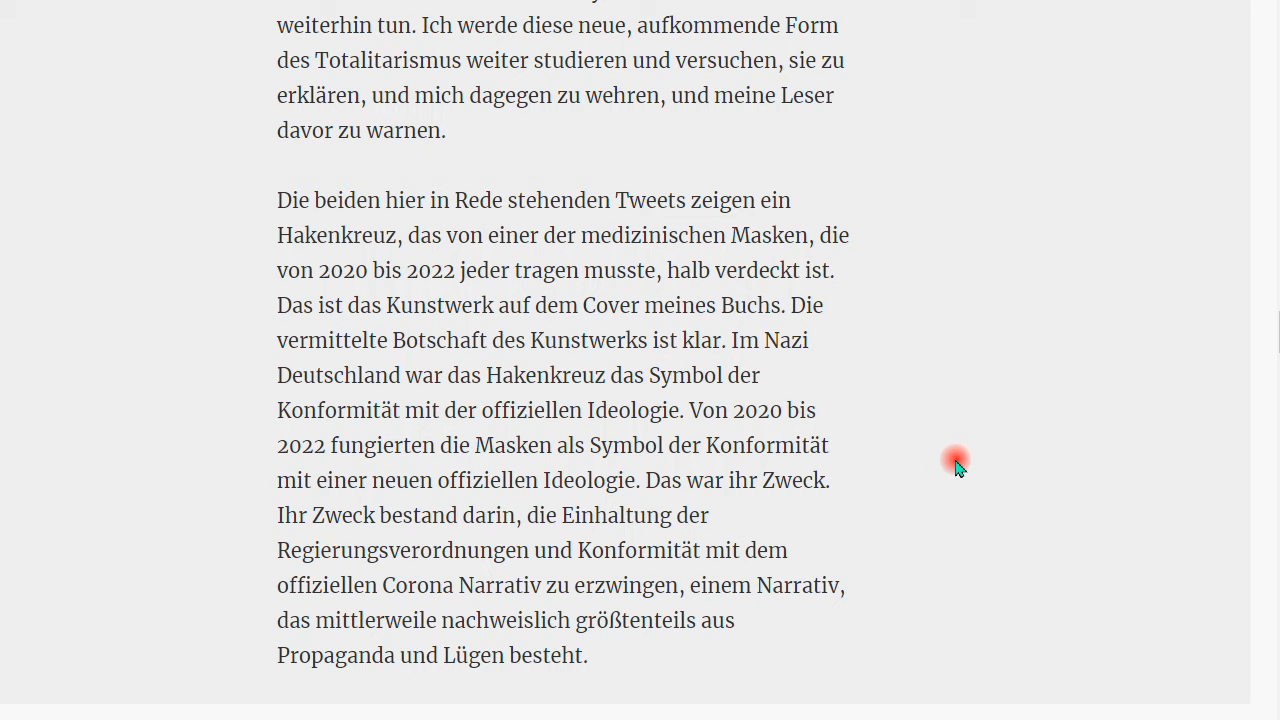 weiterhin tun. Ich werde diese neue, aufkommende Form
des Totalitarismus weiter studieren und versuchen, sie zu
erklären, und mich dagegen zu wehren, und meine Leser
davor zu warnen.
Die beiden hier in Rede stehenden Tweets zeigen ein
Hakenkreuz, das von einer der medizinischen Masken, die
von 2020 bis 2022 jeder tragen musste, halb verdeckt ist.
Das ist das Kunstwerk auf dem Cover meines Buchs. Die
vermittelte Botschaft des Kunstwerks ist klar. Im Nazi
Deutschland war das Hakenkreuz das Symbol der
Konformität mit der offiziellen Ideologie. Von 2020 bis
2022 fungierten die Masken als Symbol der Konformität
mit einer neuen offiziellen Ideologie. Das war ihr Zweck.
Ihr Zweck bestand darin, die Einhaltung der
Regierungsverordnungen und Konformität mit dem
offiziellen Corona Narrativ zu erzwingen, einem Narrativ,
das mittlerweile nachweislich größtenteils aus
Propaganda und Lügen besteht.